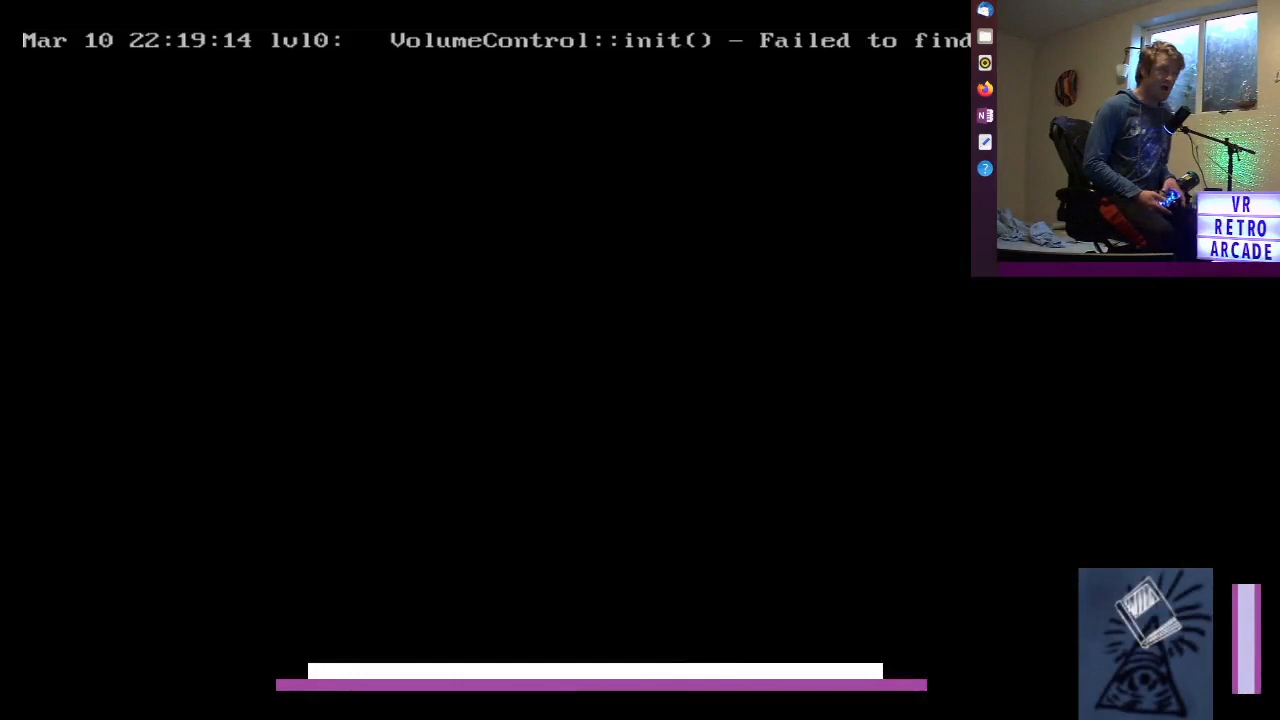 Mar 10 22:19:14 lvl0: VolumeControl::init() - Failed to find
VR
RETRO
ARCADE